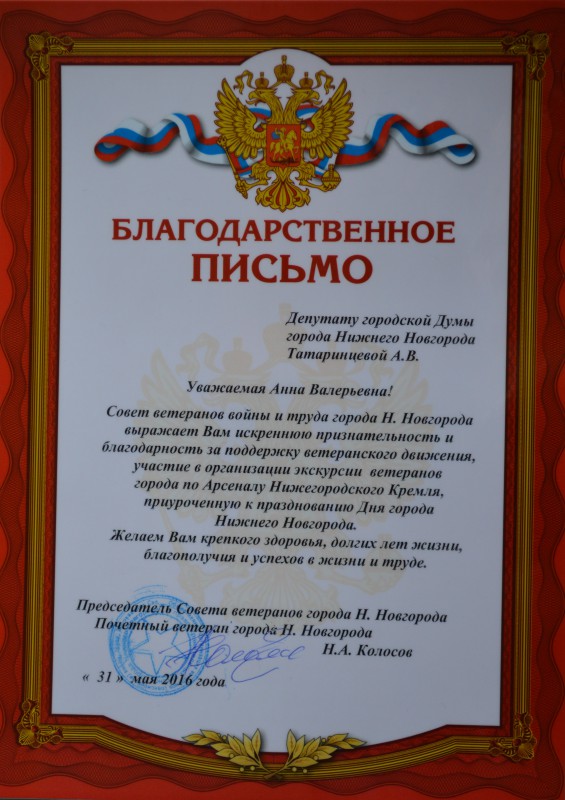 БЛАГОДАРСТВЕННОЕ
ПИСЬМО
Депутату городской Думы
города Нижнего Новгорода
Татаринцевой А.В.
Уважаемая Анна Валерьевна!
Совет ветеранов войны и труда города Н. Новгорода
выражает Вам искреннюю признательность и
благодарность за поддержку ветеранского движения,
участие в организации экскурсии ветеранов
города по Арсеналу Нижегородского Кремля,
приуроченную к празднованию Дня города
Нижнего Новгорода.
Желаем Вам крепкого здоровья, долгих лет жизни,
благополучия и успехов в жизни и труде.
Председатель Совета ветеранов города Н. Новгорода
Почетный ветеран города Н. Новгорода
Н.А. Колосов
« 31 » мая 2016 года